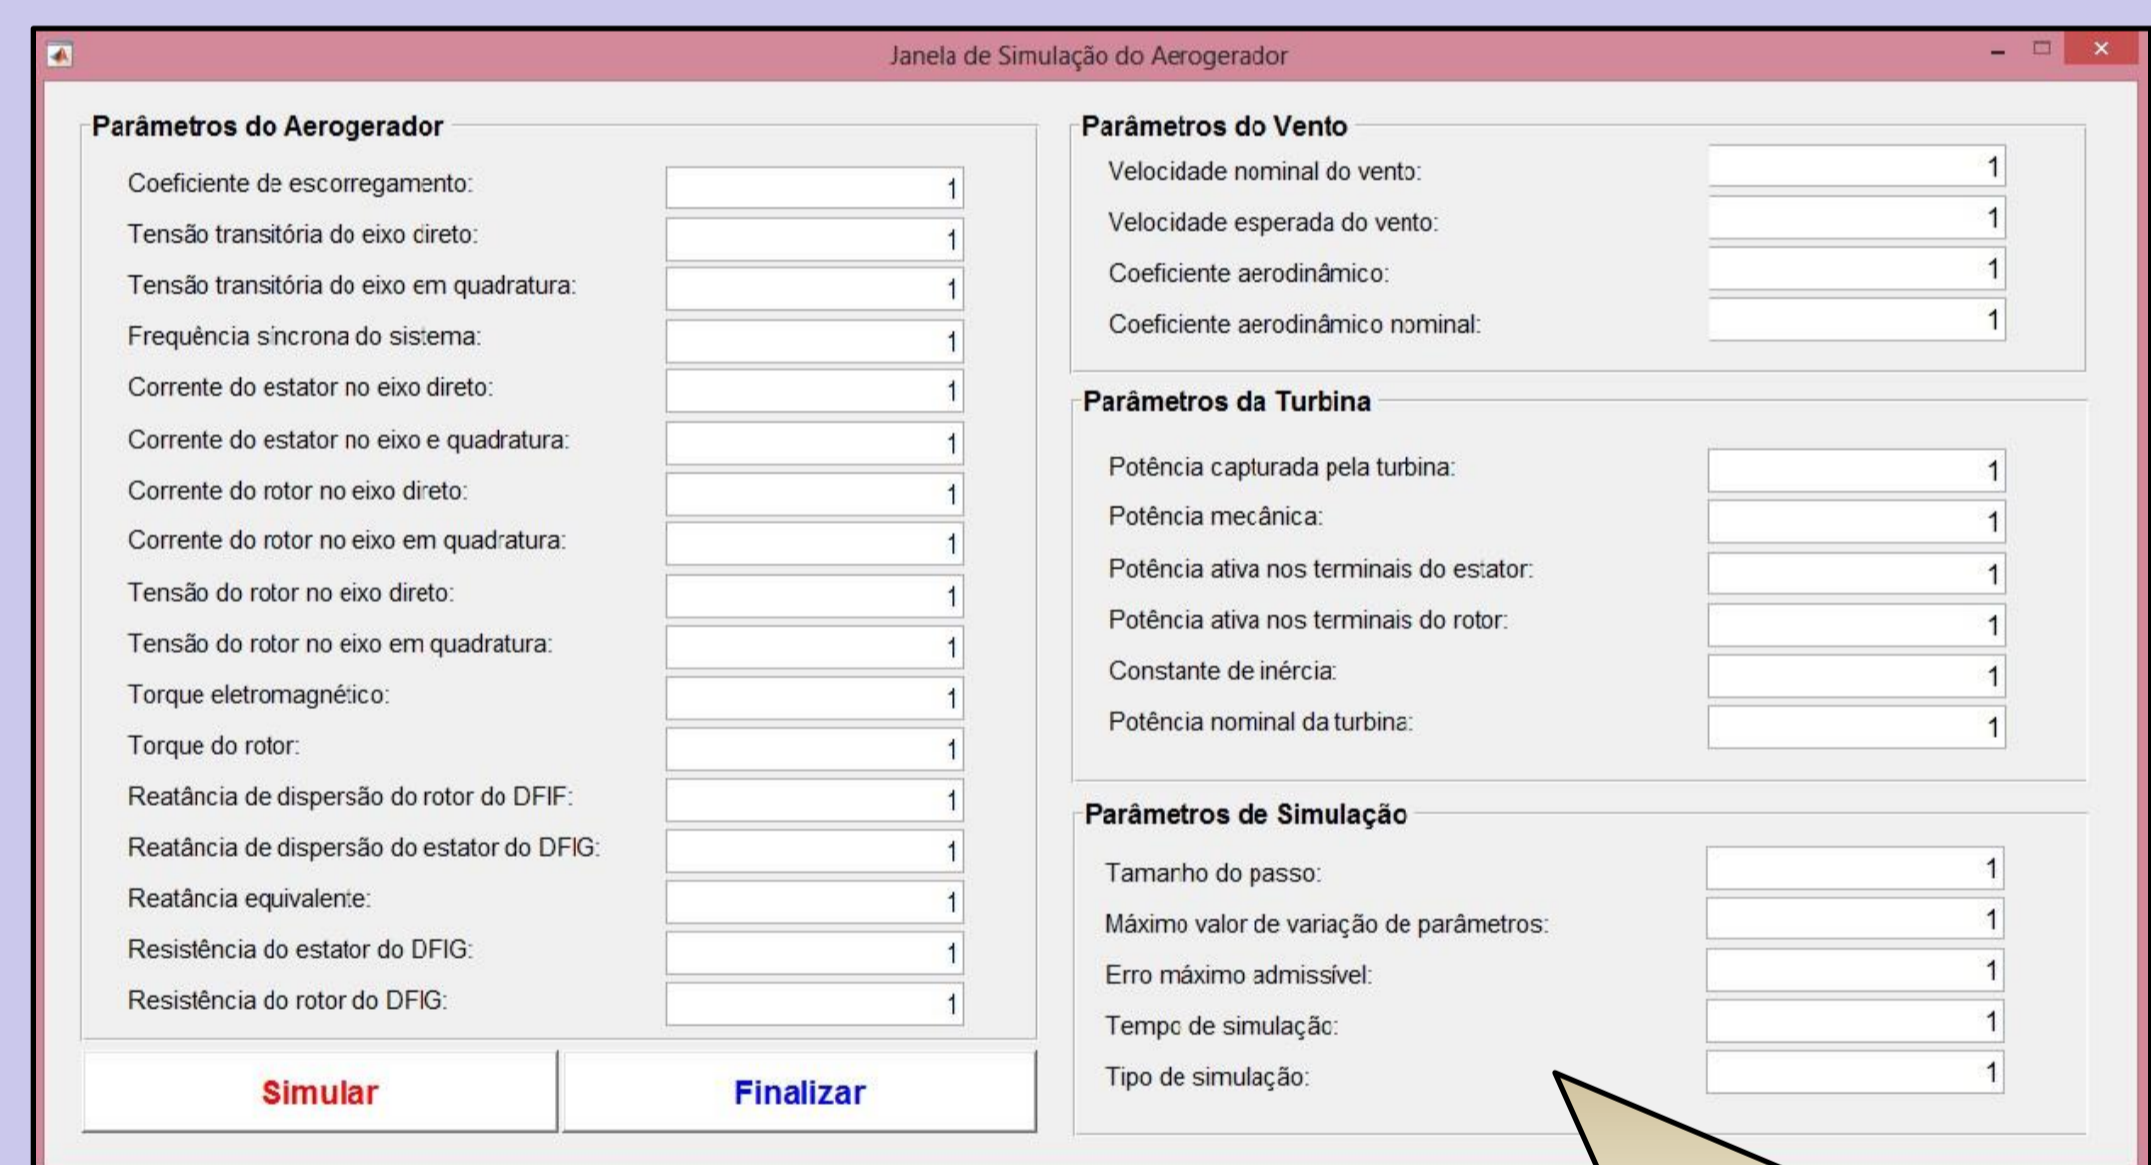 Janela de Simulação do Aerogerador
Parâmetros do Aerogerador
Coeficiente de escorregamento: 1
Tensão transitória do eixo direto: 1
Tensão transitória do eixo em quadratura: 1
Frequência síncrona do sistema: 1
Corrente do estator no eixo direto: 1
Corrente do estator no eixo e quadratura: 1
Corrente do rotor no eixo direto: 1
Corrente do rotor no eixo em quadratura: 1
Tensão do rotor no eixo direto: 1
Tensão do rotor no eixo em quadratura: 1
Torque eletromagnético: 1
Torque do rotor: 1
Reatância de dispersão do rotor do DFIF: 1
Reatância de dispersão do estator do DFIG: 1
Reatância equivalente: 1
Resistência do estator do DFIG: 1
Resistência do rotor do DFIG: 1
Simular
Finalizar
Parâmetros do Vento
Velocidade nominal do vento: 1
Velocidade esperada do vento: 1
Coeficiente aerodinâmico: 1
Coeficiente aerodinâmico nominal: 1
Parâmetros da Turbina
Potência capturada pela turbina: 1
Potência mecânica: 1
Potência ativa nos terminais do estator: 1
Potência ativa nos terminais do rotor: 1
Constante de inércia: 1
Potência nominal da turbina: 1
Parâmetros de Simulação
Tamanho do passo: 1
Máximo valor de variação de parâmetros: 1
Erro máximo admissível: 1
Tempo de simulação: 1
Tipo de simulação: 1